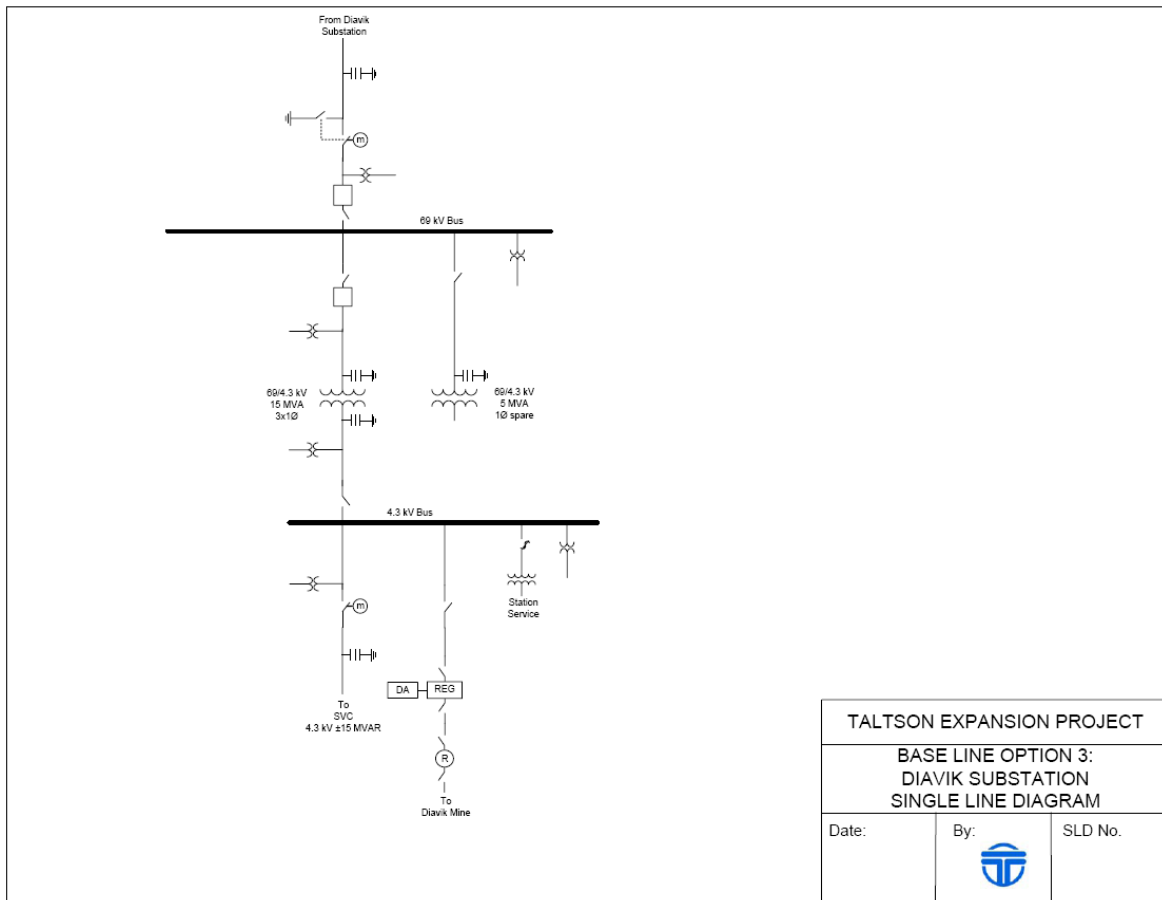 From Diavik
Substation
m
69 kV Bus
69/4.3 kV
15 MVA
3x1Ø
69/4.3 kV
5 MVA
1Ø spare
4.3 kV Bus
m
Station
Service
DA
REG
To
SVC
4.3 kV ±15 MVAR
R
To
Diavik Mine
TALTSON EXPANSION PROJECT
BASE LINE OPTION 3:
DIAVIK SUBSTATION
SINGLE LINE DIAGRAM
Date:
By:
SLD No.